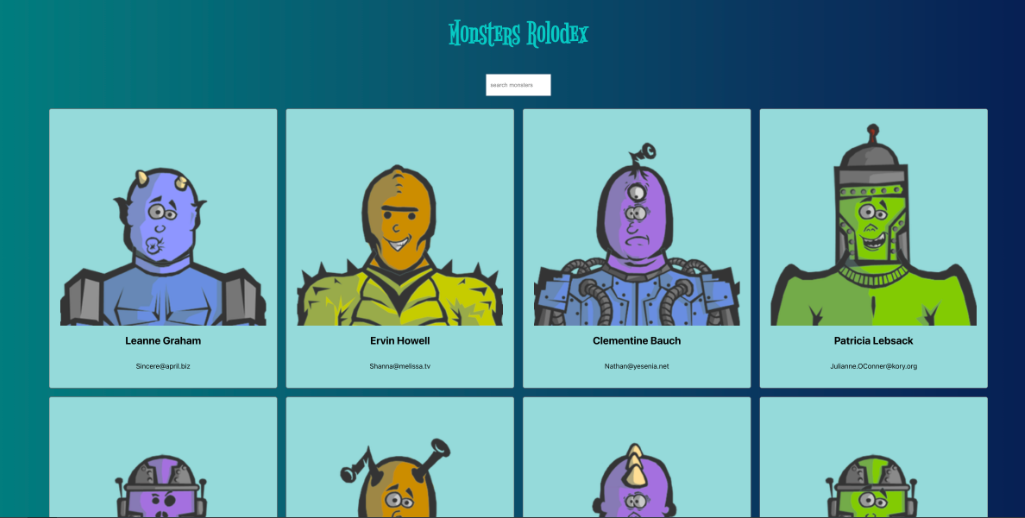 Monsters Rolodex
search monsters
Leanne Graham
Ervin Howell
Clementine Bauch
Patricia Lebsack
Sincere@april.biz
Shanna@melissa.tv
Nathan@yesenia.net
Julianne.OConner@kory.org